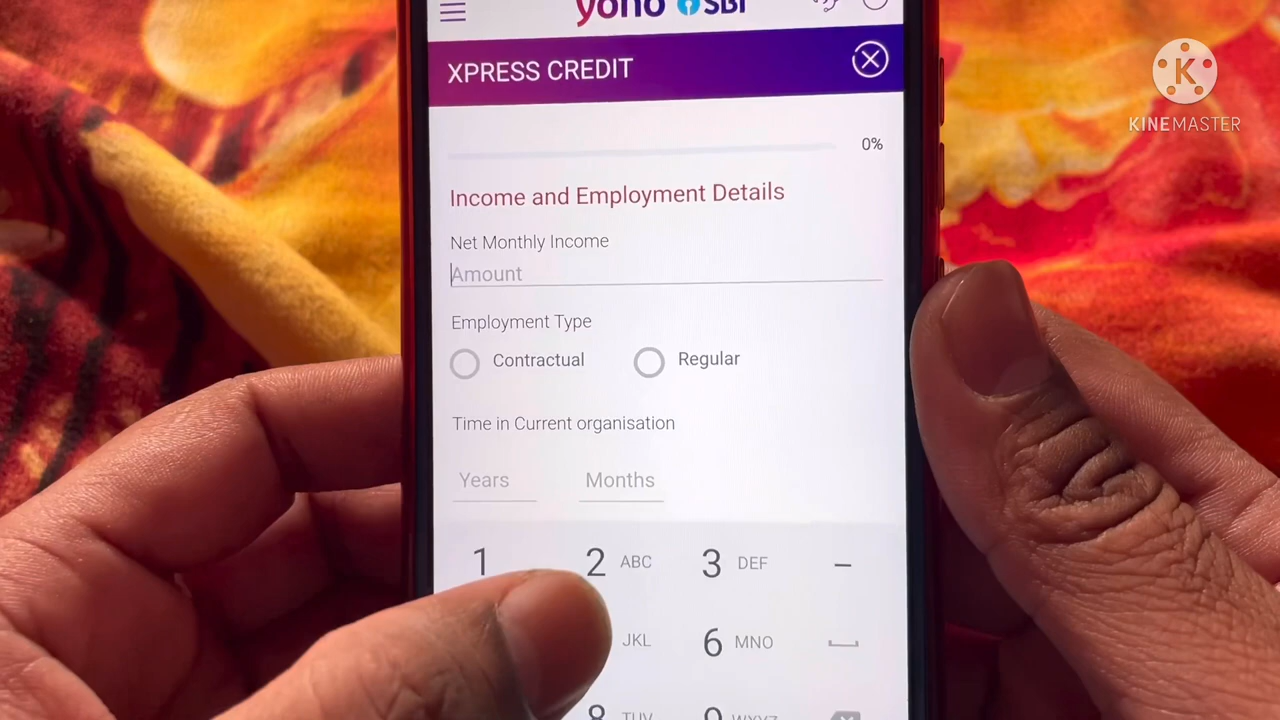 yono SBI
XPRESS CREDIT
K
KINEMASTER
0%
Income and Employment Details
Net Monthly Income
Amount
Employment Type
Contractual Regular
Time in Current organisation
Years Months
1 2 ABC 3 DEF –
JKL 6 MNO
8 TUV 9 WXYZ